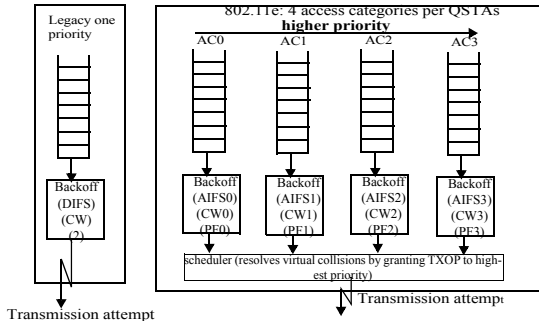 Legacy one
priority
802.11e: 4 access categories per QSTAs
higher priority
AC0 AC1 AC2 AC3
Backoff
(DIFS)
(CW)
(2)
Backoff
(AIFS0)
(CW0)
(PF0)
Backoff
(AIFS1)
(CW1)
(PF1)
Backoff
(AIFS2)
(CW2)
(PF2)
Backoff
(AIFS3)
(CW3)
(PF3)
scheduler (resolves virtual collisions by granting TXOP to high-
est priority)
Transmission attempt
Transmission attempt